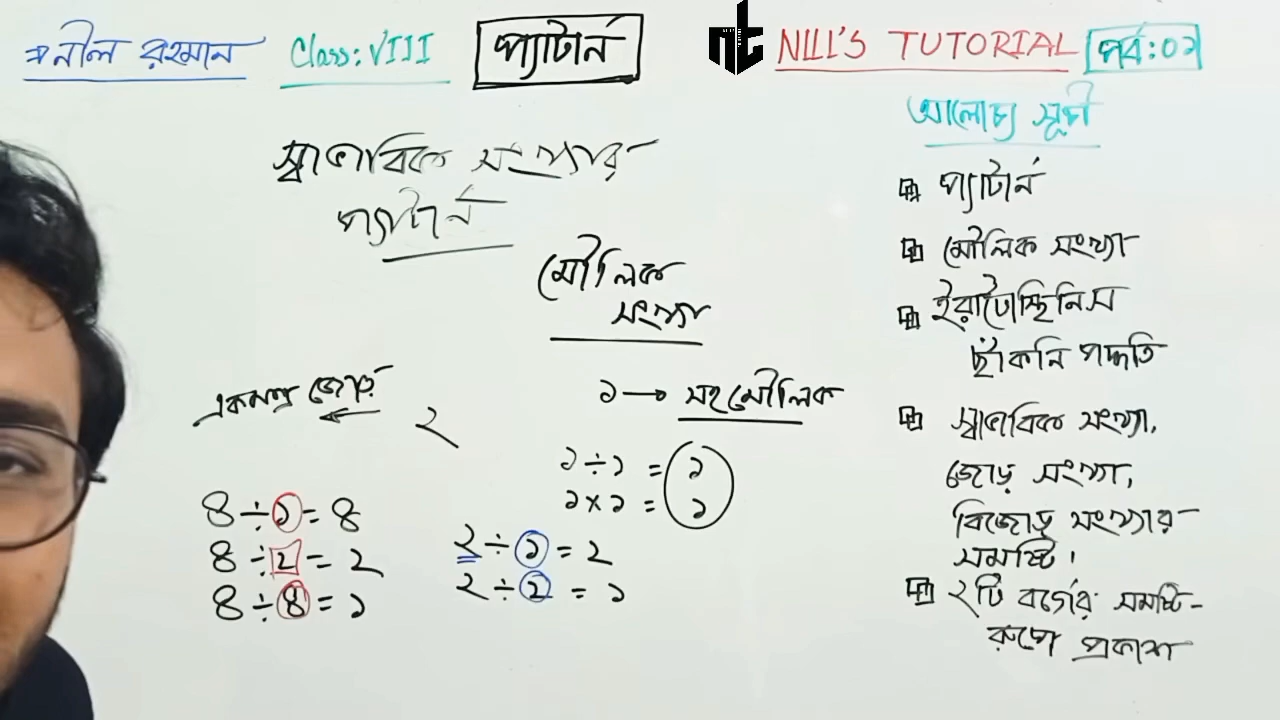 নীল রহমান Class: VIII প্যাটার্ন NILL'S TUTORIAL পর্ব: ০১
স্বাভাবিক সংখ্যার
প্যাটার্ন
মৌলিক
সংখ্যা
১ → সহমৌলিক
১ ÷ ১ = ১
১ × ১ = ১
একমাত্র জোড় ← ২
৪ ÷ ১ = ৪
৪ ÷ ২ = ২
৪ ÷ ৪ = ১
২ ÷ ১ = ২
২ ÷ ২ = ১
আলোচ্য সূচী
প্যাটার্ন
মৌলিক সংখ্যা
ইরাটোস্থিনিস
ছাঁকনি পদ্ধতি
স্বাভাবিক সংখ্যা,
জোড় সংখ্যা,
বিজোড় সংখ্যার
সমষ্টি।
২টি বর্গের সমষ্টি-
রূপে প্রকাশ